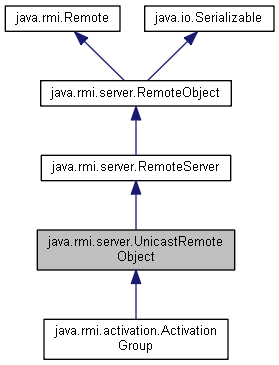 java.rmi.Remote
java.io.Serializable
java.rmi.server.RemoteObject
java.rmi.server.RemoteServer
java.rmi.server.UnicastRemote
Object
java.rmi.activation.Activation
Group